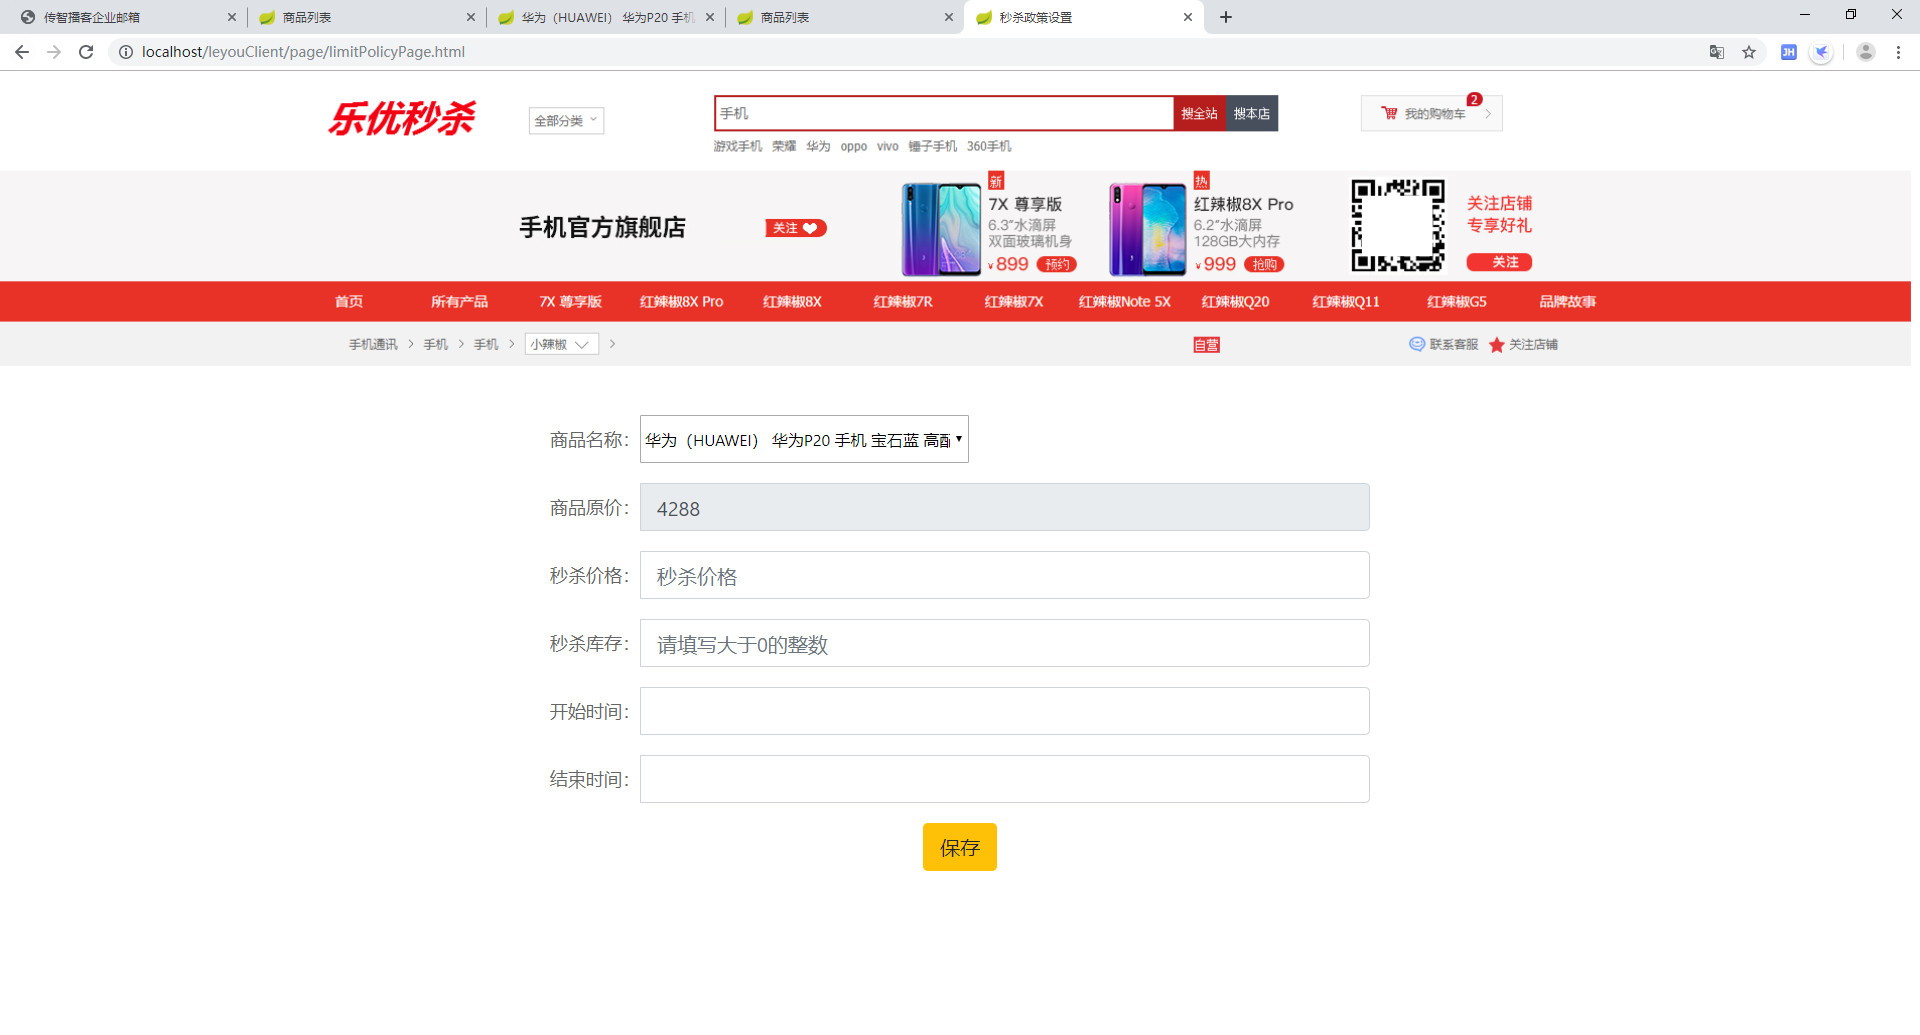 传智播客企业邮箱
商品列表
华为（HUAWEI） 华为P20 手机
商品列表
秒杀政策设置
localhost/leyouClient/page/limitPolicyPage.html
JH
乐优秒杀
全部分类
手机
搜全站
搜本店
我的购物车
2
游戏手机 荣耀 华为 oppo vivo 锤子手机 360手机
手机官方旗舰店
关注
新
7X 尊享版
6.3”水滴屏
双面玻璃机身
¥899 预约
热
红辣椒8X Pro
6.2”水滴屏
128GB大内存
¥999 抢购
关注店铺
专享好礼
关注
首页 所有产品 7X 尊享版 红辣椒8X Pro 红辣椒8X 红辣椒7R 红辣椒7X 红辣椒Note 5X 红辣椒Q20 红辣椒Q11 红辣椒G5 品牌故事
手机通讯 > 手机 > 手机 > 小辣椒 >
自营
联系客服 关注店铺
商品名称： 华为（HUAWEI） 华为P20 手机 宝石蓝 高配
商品原价： 4288
秒杀价格： 秒杀价格
秒杀库存： 请填写大于0的整数
开始时间：
结束时间：
保存